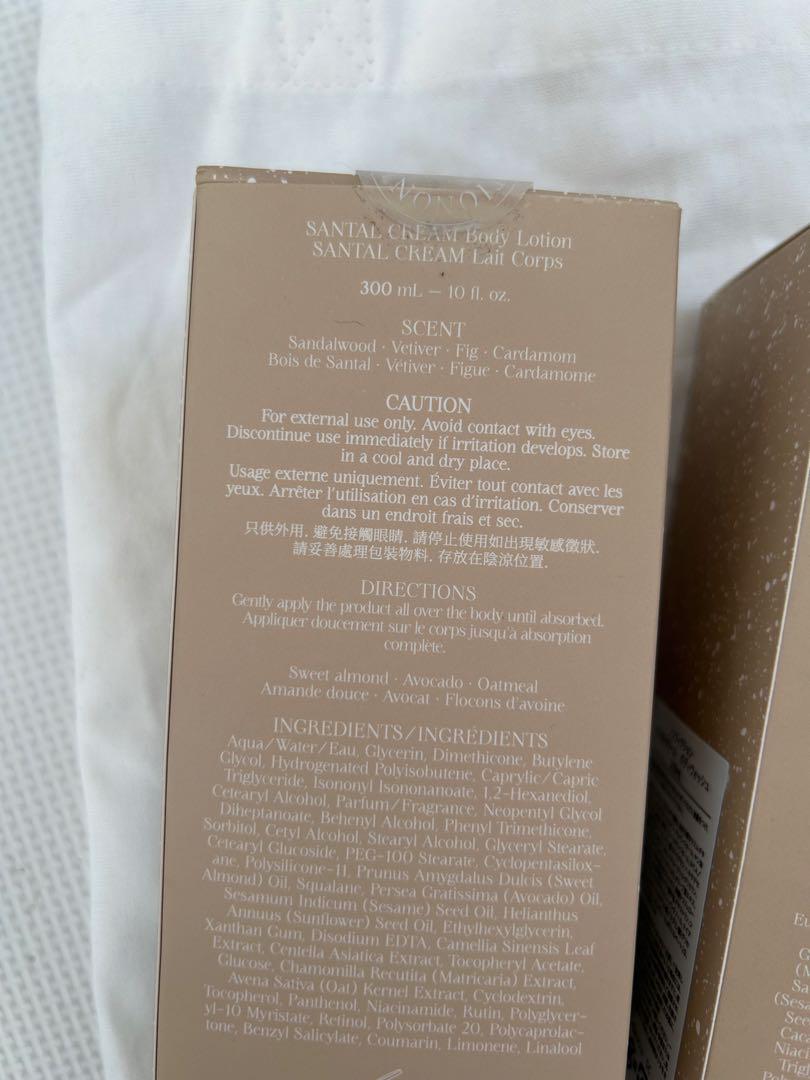 NONOI
SANTAL CREAM Body Lotion
SANTAL CREAM Lait Corps
300 mL — 10 fl. oz.
SCENT
Sandalwood · Vetiver · Fig · Cardamom
Bois de Santal · Vétiver · Figue · Cardamome
CAUTION
For external use only. Avoid contact with eyes.
Discontinue use immediately if irritation develops. Store
in a cool and dry place.
Usage externe uniquement. Éviter tout contact avec les
yeux. Arrêter l'utilisation en cas d'irritation. Conserver
dans un endroit frais et sec.
只供外用. 避免接觸眼睛. 請停止使用如出現敏感徵狀.
請妥善處理包裝物料. 存放在陰涼位置.
DIRECTIONS
Gently apply the product all over the body until absorbed.
Appliquer doucement sur le corps jusqu'à absorption
complète.
Sweet almond · Avocado · Oatmeal
Amande douce · Avocat · Flocons d'avoine
INGREDIENTS/INGRÉDIENTS
Aqua/Water/Eau, Glycerin, Dimethicone, Butylene
Glycol, Hydrogenated Polyisobutene, Caprylic/Capric
Triglyceride, Isononyl Isononanoate, 1,2-Hexanediol,
Cetearyl Alcohol, Parfum/Fragrance, Neopentyl Glycol
Diheptanoate, Behenyl Alcohol, Phenyl Trimethicone,
Sorbitol, Cetyl Alcohol, Stearyl Alcohol, Glyceryl Stearate,
Cetearyl Glucoside, PEG-100 Stearate, Cyclopentasilox-
ane, Polysilicone-11, Prunus Amygdalus Dulcis (Sweet
Almond) Oil, Squalane, Persea Gratissima (Avocado) Oil,
Sesamum Indicum (Sesame) Seed Oil, Helianthus
Annuus (Sunflower) Seed Oil, Ethylhexylglycerin,
Xanthan Gum, Disodium EDTA, Camellia Sinensis Leaf
Extract, Centella Asiatica Extract, Tocopheryl Acetate,
Glucose, Chamomilla Recutita (Matricaria) Extract,
Avena Sativa (Oat) Kernel Extract, Cyclodextrin,
Tocopherol, Panthenol, Niacinamide, Rutin, Polyglycer-
yl-10 Myristate, Retinol, Polysorbate 20, Polycaprolac-
tone, Benzyl Salicylate, Coumarin, Limonene, Linalool
Eu
G
(M
Sa
(Sesa
See
Caca
Niaci
Trig